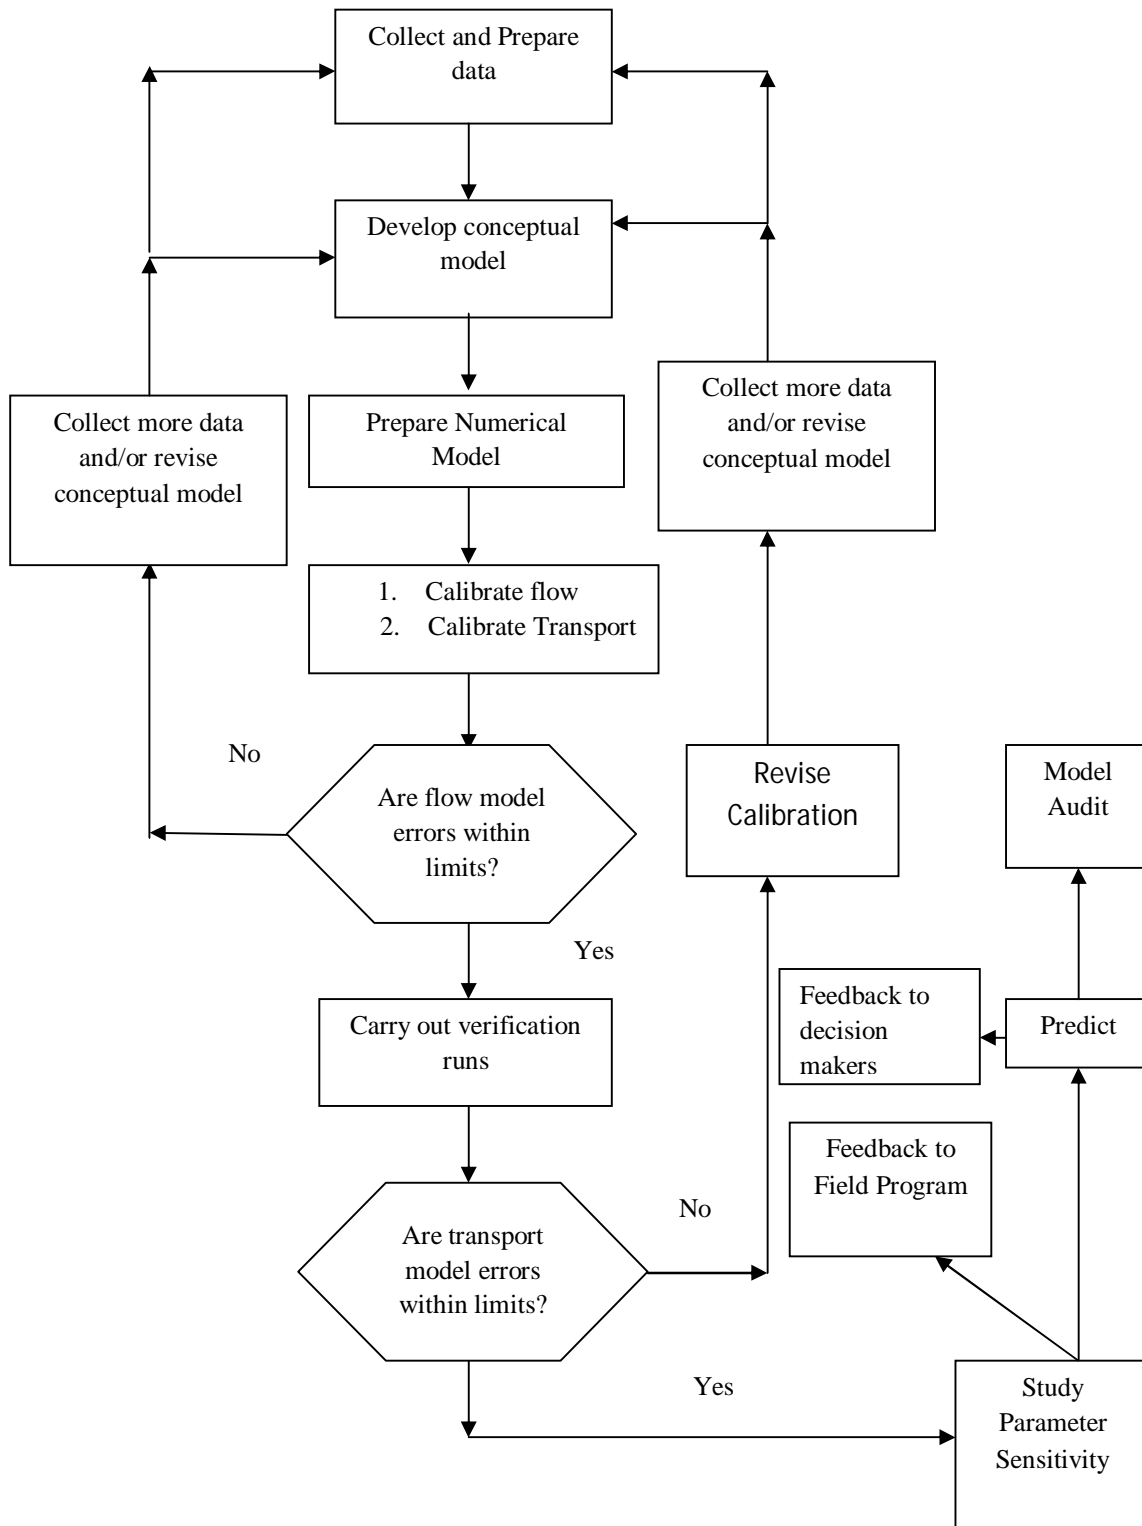 Collect and Prepare
data
Develop conceptual
model
Collect more data
and/or revise
conceptual model
Prepare Numerical
Model
Collect more data
and/or revise
conceptual model
1. Calibrate flow
2. Calibrate Transport
No
Are flow model
errors within
limits?
Revise
Calibration
Model
Audit
Yes
Carry out verification
runs
Feedback to
decision
makers
Predict
Feedback to
Field Program
No
Are transport
model errors
within limits?
Yes
Study
Parameter
Sensitivity